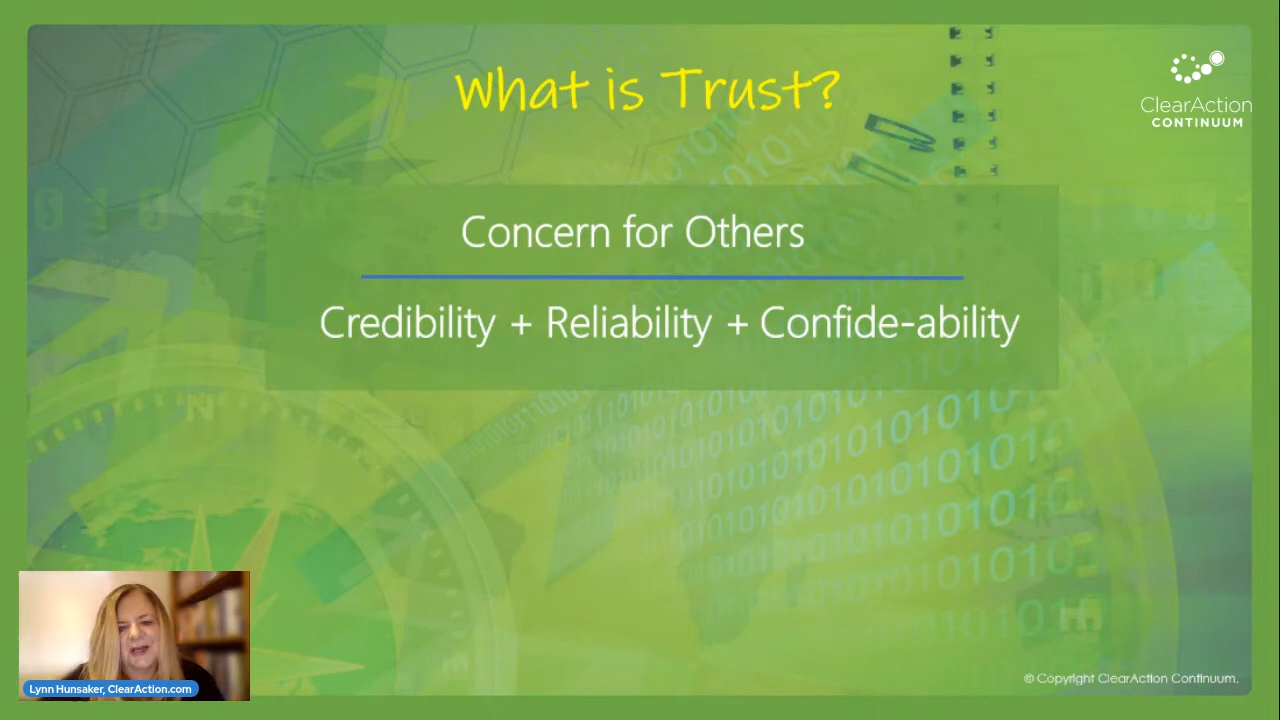 What is Trust?
ClearAction
CONTINUUM
Concern for Others
Credibility + Reliability + Confide-ability
N
E
Lynn Hunsaker, ClearAction.com
© Copyright ClearAction Continuum.